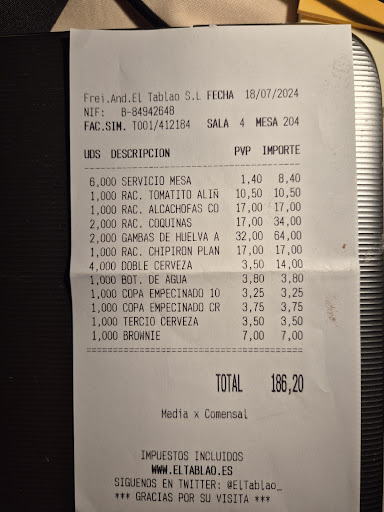 Frei.And.El Tablao S.L FECHA 18/07/2024
NIF: B-84942648
FAC.SIM. T001/412184 SALA 4 MESA 204
UDS DESCRIPCION PVP IMPORTE
6,000 SERVICIO MESA 1,40 8,40
1,000 RAC. TOMATITO ALIÑ 10,50 10,50
1,000 RAC. ALCACHOFAS CO 17,00 17,00
2,000 RAC. COQUINAS 17,00 34,00
2,000 GAMBAS DE HUELVA A 32,00 64,00
1,000 RAC. CHIPIRON PLAN 17,00 17,00
4,000 DOBLE CERVEZA 3,50 14,00
1,000 BOT. DE AGUA 3,80 3,80
1,000 COPA EMPECINADO 10 3,25 3,25
1,000 COPA EMPECINADO CR 3,75 3,75
1,000 TERCIO CERVEZA 3,50 3,50
1,000 BROWNIE 7,00 7,00
TOTAL 186,20
Media x Comensal
IMPUESTOS INCLUIDOS
WWW.ELTABLAO.ES
SIGUENOS EN TWITTER: @ElTablao_
*** GRACIAS POR SU VISITA ***